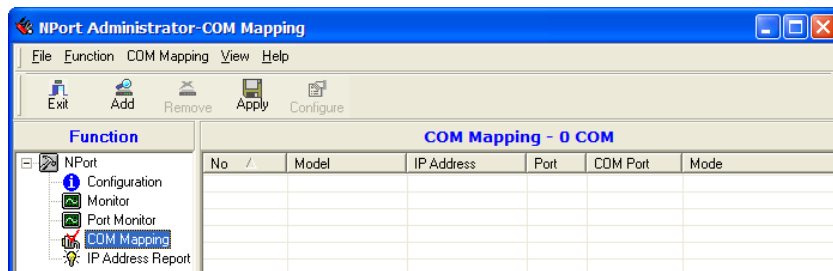 NPort Administrator-COM Mapping
File Function COM Mapping View Help
Exit Add Remove Apply Configure
Function
COM Mapping - 0 COM
No Model IP Address Port COM Port Mode
NPort
Configuration
Monitor
Port Monitor
COM Mapping
IP Address Report